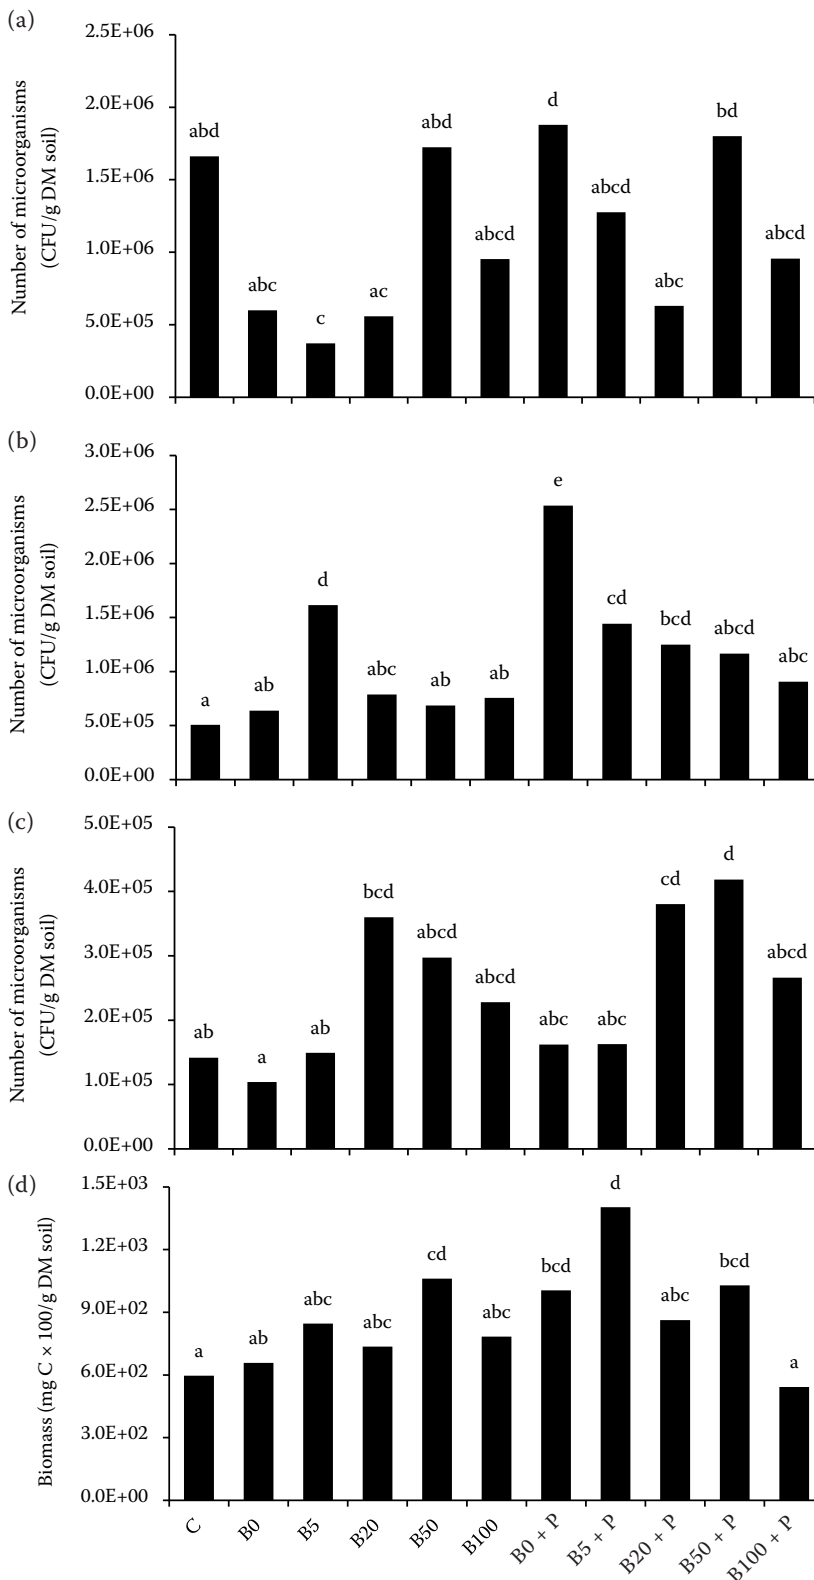 (a)
Number of microorganisms
(CFU/g DM soil)
2.5E+06
2.0E+06
1.5E+06
1.0E+06
5.0E+05
0.0E+00
abd
abc
c
ac
abd
abcd
d
abcd
abc
bd
abcd
(b)
Number of microorganisms
(CFU/g DM soil)
3.0E+06
2.5E+06
2.0E+06
1.5E+06
1.0E+06
5.0E+05
0.0E+00
a
ab
d
abc
ab
ab
e
cd
bcd
abcd
abc
(c)
Number of microorganisms
(CFU/g DM soil)
5.0E+05
4.0E+05
3.0E+05
2.0E+05
1.0E+05
0.0E+00
ab
a
ab
bcd
abcd
abcd
abc
abc
cd
d
abcd
(d)
Biomass (mg C × 100/g DM soil)
1.5E+03
1.2E+03
9.0E+02
6.0E+02
3.0E+02
0.0E+00
a
ab
abc
abc
cd
abc
bcd
d
abc
bcd
a
C
B0
B5
B20
B50
B100
B0 + P
B5 + P
B20 + P
B50 + P
B100 + P